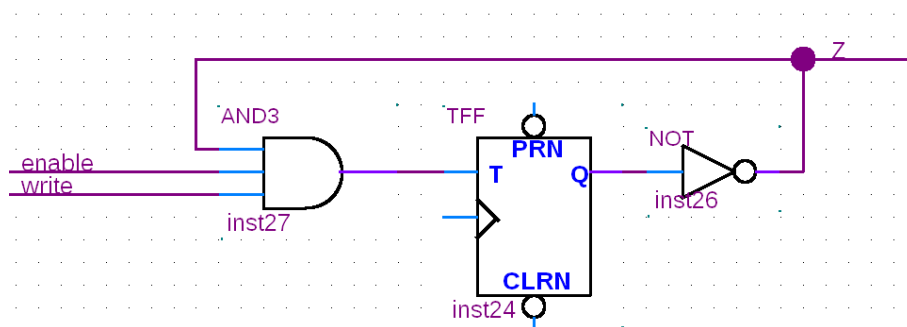 Z
AND3
TFF
PRN
NOT
enable
T
Q
write
inst26
inst27
CLRN
inst24